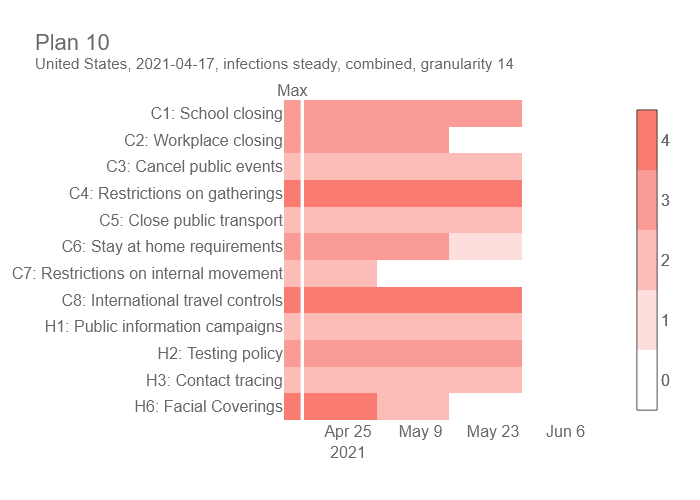 Plan 10
United States, 2021-04-17, infections steady, combined, granularity 14
Max
C1: School closing
C2: Workplace closing
C3: Cancel public events
C4: Restrictions on gatherings
C5: Close public transport
C6: Stay at home requirements
C7: Restrictions on internal movement
C8: International travel controls
H1: Public information campaigns
H2: Testing policy
H3: Contact tracing
H6: Facial Coverings
Apr 25 May 9 May 23 Jun 6
2021
4
3
2
1
0